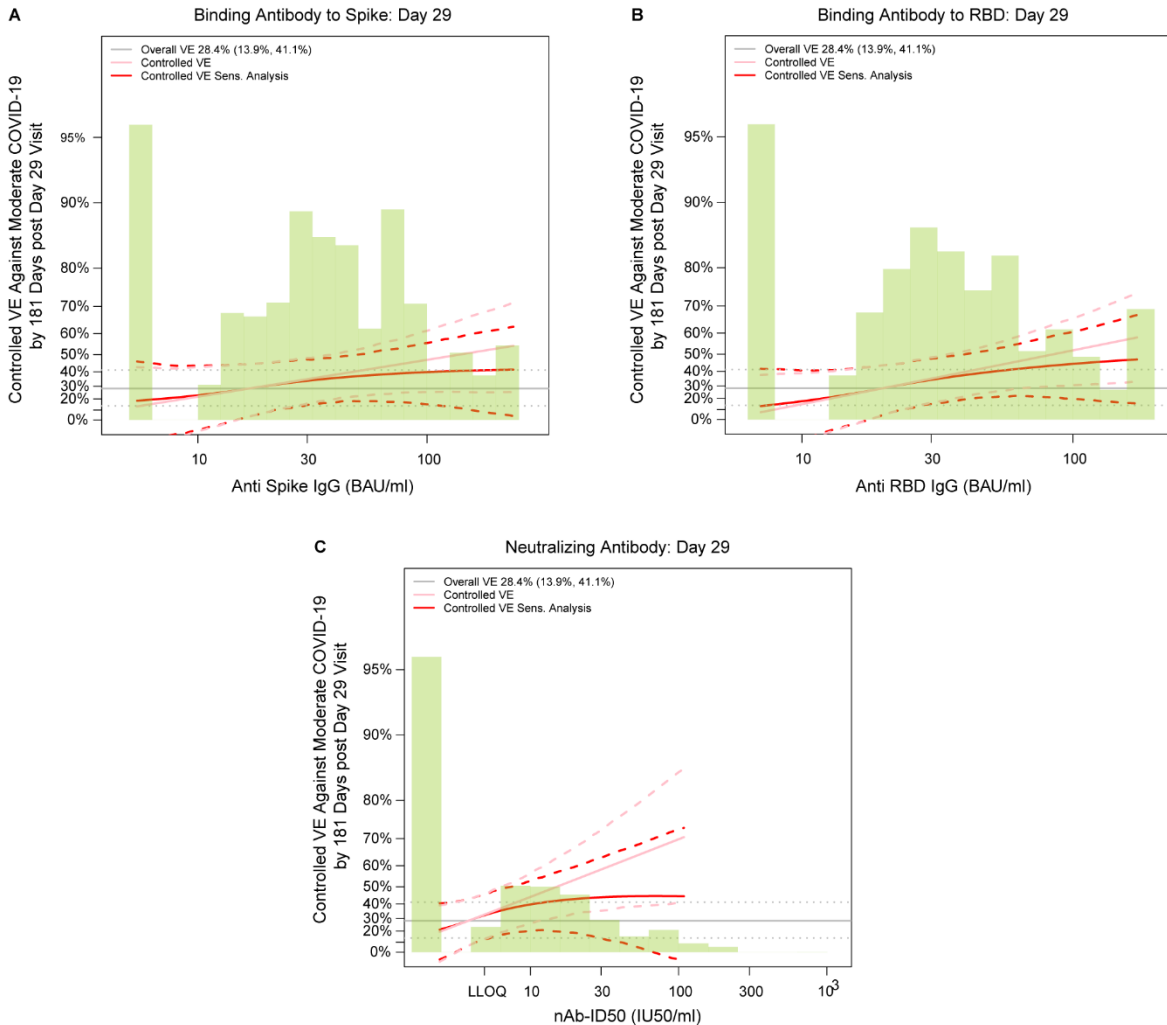 A
Binding Antibody to Spike: Day 29
Overall VE 28.4% (13.9%, 41.1%)
Controlled VE
Controlled VE Sens. Analysis
Controlled VE Against Moderate COVID-19
by 181 Days post Day 29 Visit
95%
90%
80%
70%
60%
50%
40%
30%
20%
0%
10
30
100
Anti Spike IgG (BAU/ml)
B
Binding Antibody to RBD: Day 29
Overall VE 28.4% (13.9%, 41.1%)
Controlled VE
Controlled VE Sens. Analysis
Controlled VE Against Moderate COVID-19
by 181 Days post Day 29 Visit
95%
90%
80%
70%
60%
50%
40%
30%
20%
0%
10
30
100
Anti RBD IgG (BAU/ml)
C
Neutralizing Antibody: Day 29
Overall VE 28.4% (13.9%, 41.1%)
Controlled VE
Controlled VE Sens. Analysis
Controlled VE Against Moderate COVID-19
by 181 Days post Day 29 Visit
95%
90%
80%
70%
60%
50%
40%
30%
20%
0%
LLOQ
10
30
100
300
10³
nAb-ID50 (IU50/ml)